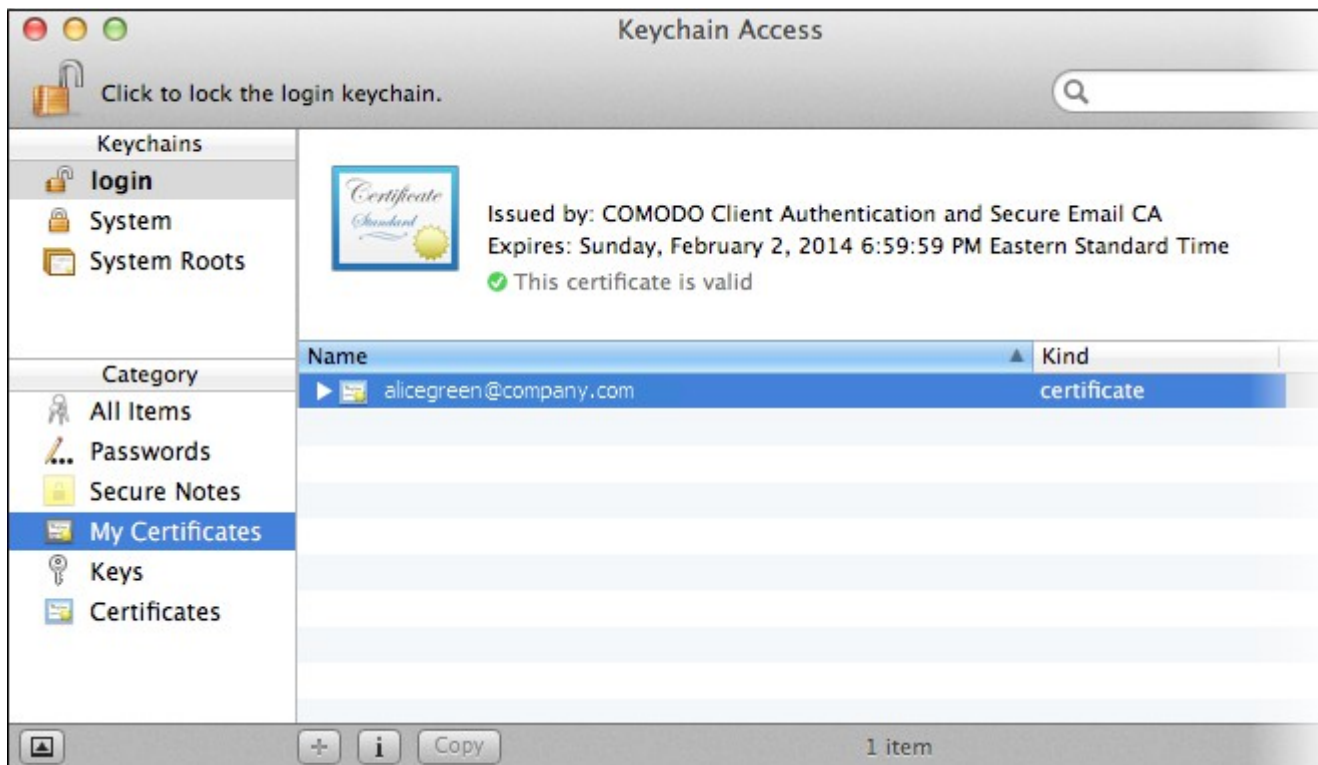 Keychain Access
Click to lock the login keychain.
Keychains
login
System
System Roots
Category
All Items
Passwords
Secure Notes
My Certificates
Keys
Certificates
Certificate
Standard
Issued by: COMODO Client Authentication and Secure Email CA
Expires: Sunday, February 2, 2014 6:59:59 PM Eastern Standard Time
This certificate is valid
Name Kind
alicegreen@company.com certificate
+ i Copy 1 item